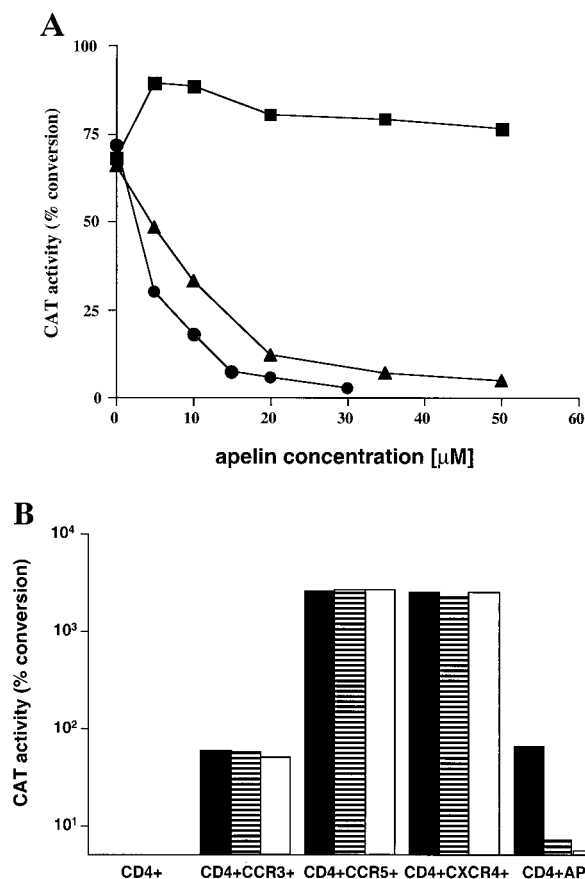 A
100
75
50
25
0
CAT activity (% conversion)
0 10 20 30 40 50 60
apelin concentration [µM]
B
10⁴
10³
10²
10¹
CAT activity (% conversion)
CD4+ CD4+CCR3+ CD4+CCR5+ CD4+CXCR4+ CD4+AP